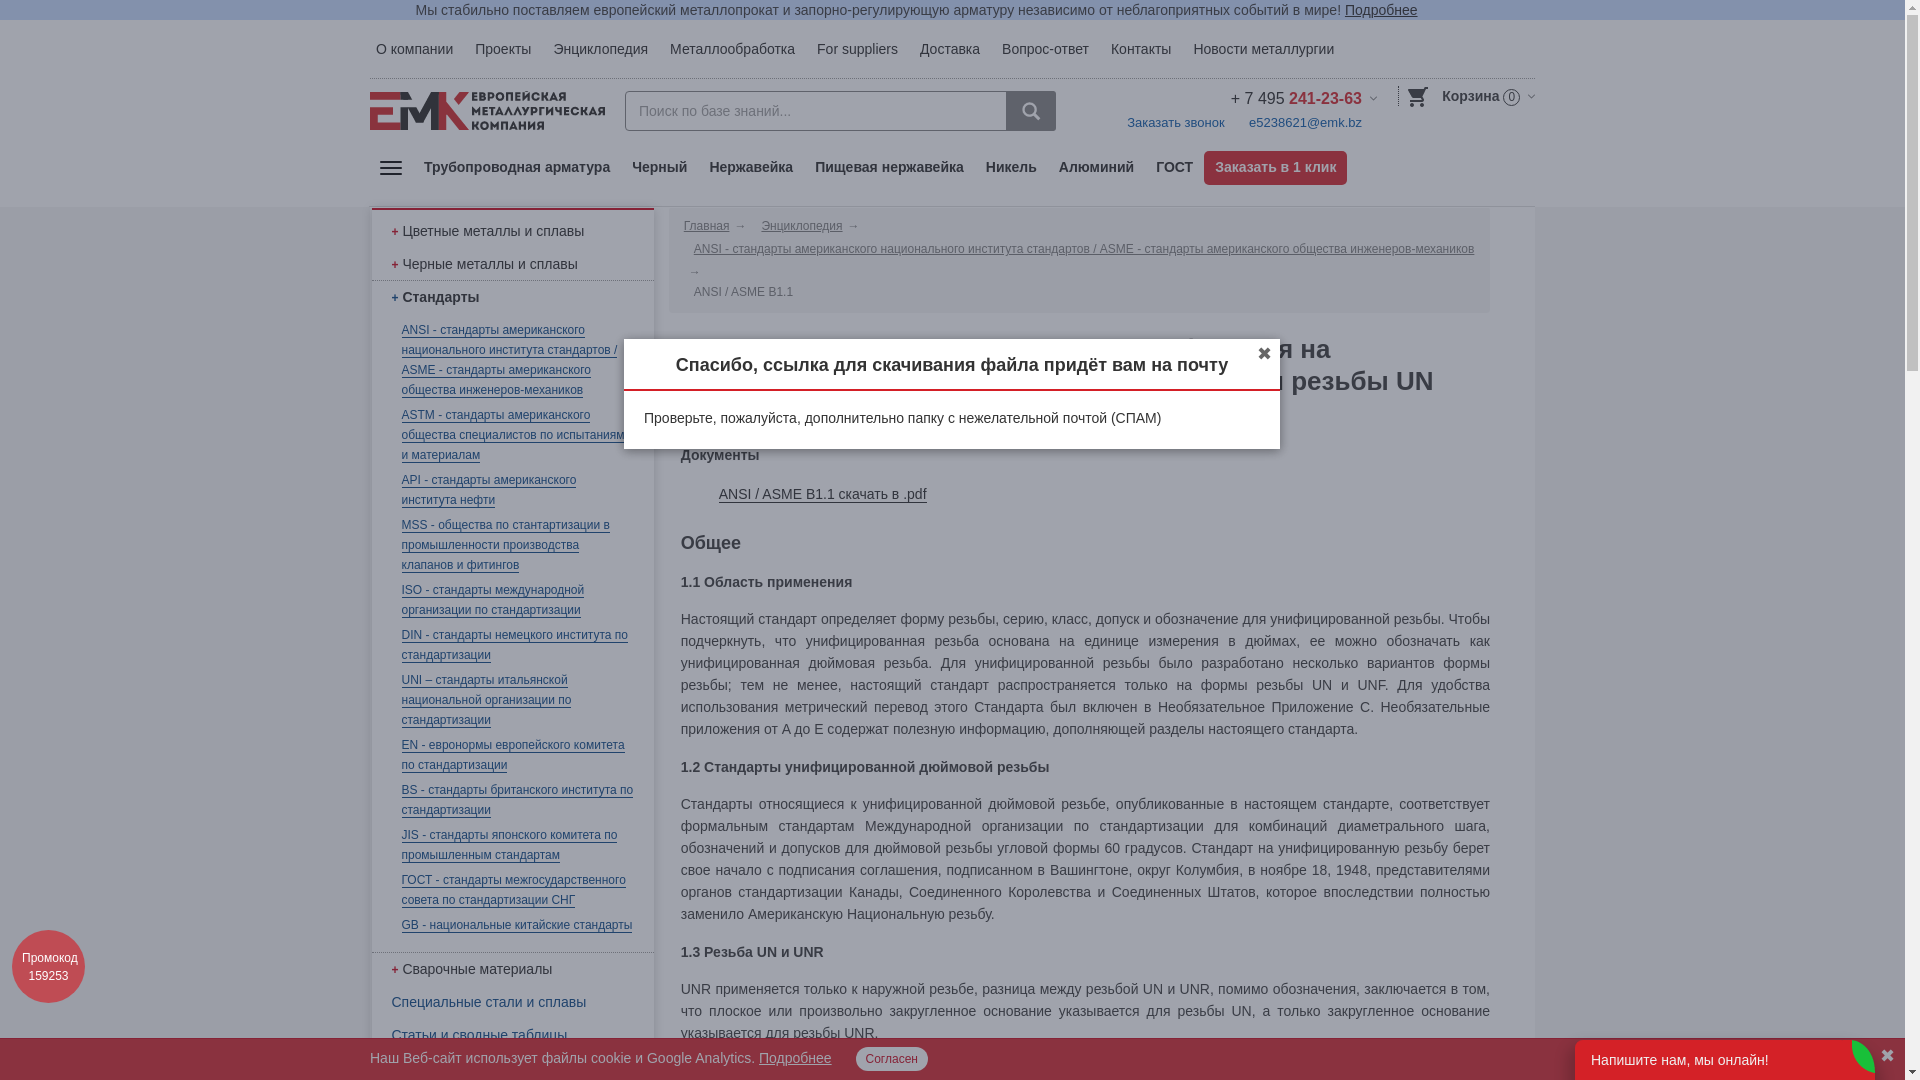 Мы стабильно поставляем европейский металлопрокат и запорно-регулирующую арматуру независимо от неблагоприятных событий в мире! Подробнее
О компании Проекты Энциклопедия Металлообработка For suppliers Доставка Вопрос-ответ Контакты Новости металлургии
ЕМК ЕВРОПЕЙСКАЯ
МЕТАЛЛУРГИЧЕСКАЯ
КОМПАНИЯ
Поиск по базе знаний...
+ 7 495 241-23-63
Корзина 0
Заказать звонок e5238621@emk.bz
Трубопроводная арматура Черный Нержавейка Пищевая нержавейка Никель Алюминий ГОСТ Заказать в 1 клик
+ Цветные металлы и сплавы
+ Черные металлы и сплавы
+ Стандарты
ANSI - стандарты американского
национального института стандартов /
ASME - стандарты американского
общества инженеров-механиков
ASTM - стандарты американского
общества специалистов по испытаниям
и материалам
API - стандарты американского
института нефти
MSS - общества по стантартизации в
промышленности производства
клапанов и фитингов
ISO - стандарты международной
организации по стандартизации
DIN - стандарты немецкого института по
стандартизации
UNI – стандарты итальянской
национальной организации по
стандартизации
EN - евронормы европейского комитета
по стандартизации
BS - стандарты британского института по
стандартизации
JIS - стандарты японского комитета по
промышленным стандартам
ГОСТ - стандарты межгосударственного
совета по стандартизации СНГ
GB - национальные китайские стандарты
+ Сварочные материалы
Специальные стали и сплавы
Статьи и сводные таблицы
Главная → Энциклопедия →
ANSI - стандарты американского национального института стандартов / ASME - стандарты американского общества инженеров-механиков
→
ANSI / ASME B1.1
на
резьбы UN
Спасибо, ссылка для скачивания файла придёт вам на почту
✖
Проверьте, пожалуйста, дополнительно папку с нежелательной почтой (СПАМ)
Документы
ANSI / ASME B1.1 скачать в .pdf
Общее
1.1 Область применения
Настоящий стандарт определяет форму резьбы, серию, класс, допуск и обозначение для унифицированной резьбы. Чтобы
подчеркнуть, что унифицированная резьба основана на единице измерения в дюймах, ее можно обозначать как
унифицированная дюймовая резьба. Для унифицированной резьбы было разработано несколько вариантов формы
резьбы; тем не менее, настоящий стандарт распространяется только на формы резьбы UN и UNF. Для удобства
использования метрический перевод этого Стандарта был включен в Необязательное Приложение С. Необязательные
приложения от А до Е содержат полезную информацию, дополняющей разделы настоящего стандарта.
1.2 Стандарты унифицированной дюймовой резьбы
Стандарты относящиеся к унифицированной дюймовой резьбе, опубликованные в настоящем стандарте, соответствует
формальным стандартам Международной организации по стандартизации для комбинаций диаметрального шага,
обозначений и допусков для дюймовой резьбы угловой формы 60 градусов. Стандарт на унифицированную резьбу берет
свое начало с подписания соглашения, подписанном в Вашингтоне, округ Колумбия, в ноябре 18, 1948, представителями
органов стандартизации Канады, Соединенного Королевства и Соединенных Штатов, которое впоследствии полностью
заменило Американскую Национальную резьбу.
1.3 Резьба UN и UNR
UNR применяется только к наружной резьбе, разница между резьбой UN и UNR, помимо обозначения, заключается в том,
что плоское или произвольно закругленное основание указывается для резьбы UN, а только закругленное основание
указывается для резьбы UNR.
Промокод
159253
Наш Веб-сайт использует файлы cookie и Google Analytics. Подробнее Согласен
Напишите нам, мы онлайн!
✖